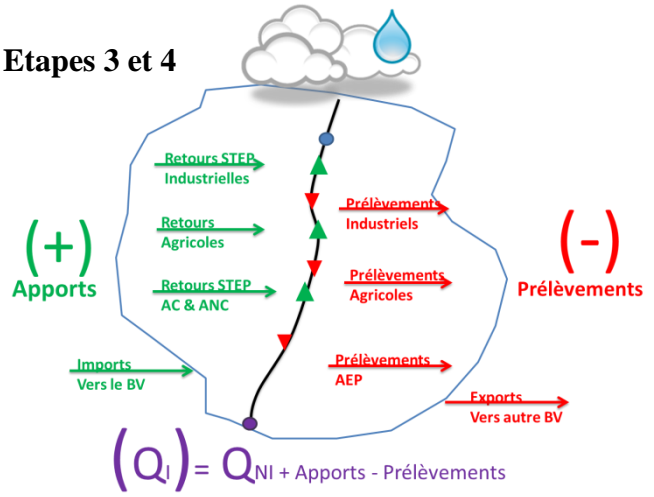 Etapes 3 et 4
Retours STEP
Industrielles
Prélèvements
Industriels
(+)
Apports
Retours
Agricoles
(-)
Prélèvements
Prélèvements
Agricoles
Retours STEP
AC & ANC
Imports
Vers le BV
Prélèvements
AEP
Exports
Vers autre BV
(QI) = QNI + Apports - Prélèvements